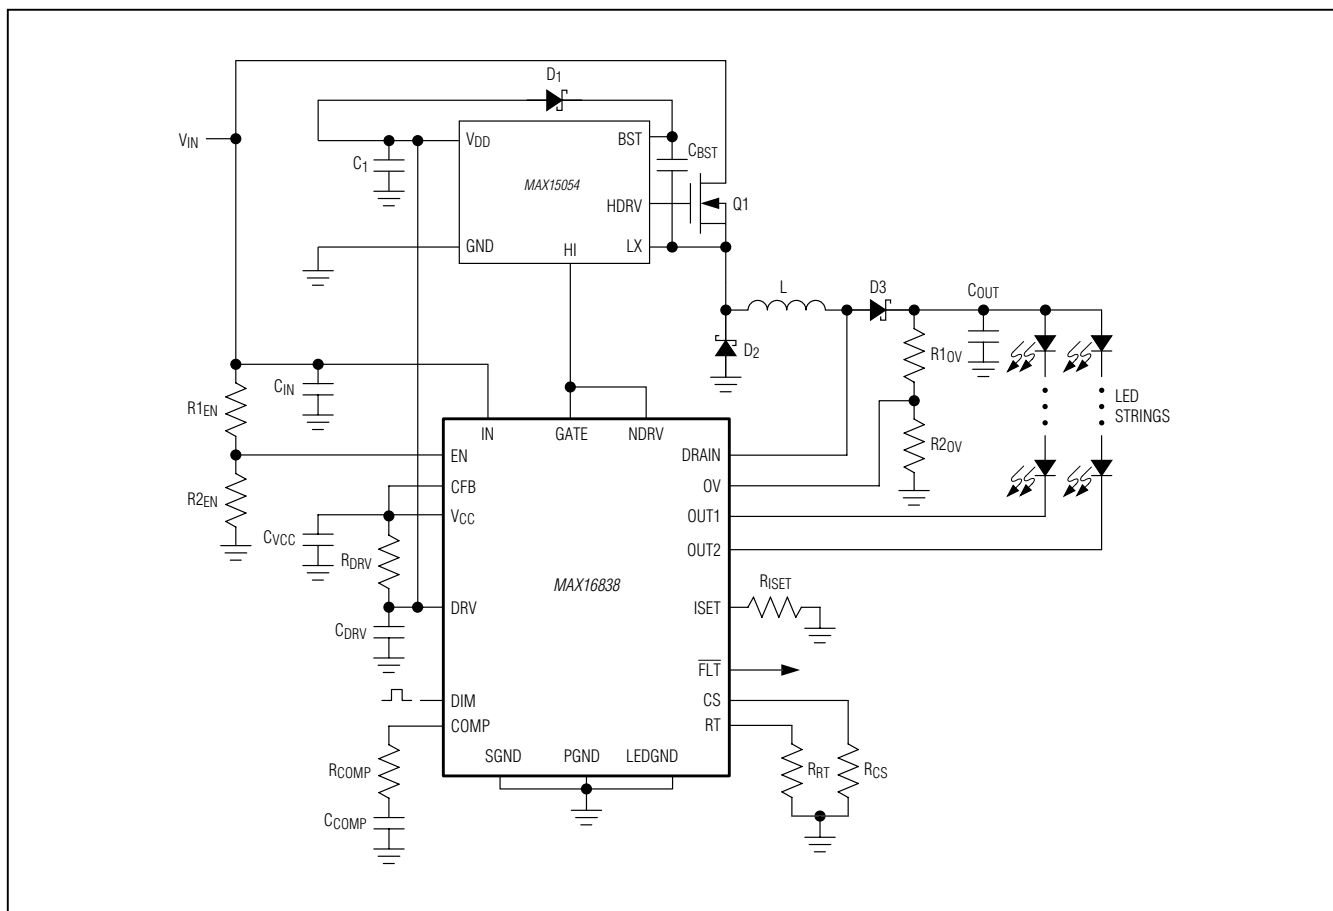 D1
VIN
VDD
BST
C1
CBST
MAX15054
HDRV
Q1
GND
HI
LX
L
D3
COUT
D2
R1OV
CIN
R1EN
LED
STRINGS
IN
GATE
NDRV
R2OV
EN
DRAIN
CFB
OV
R2EN
VCC
OUT1
CVCC
OUT2
RDRV
MAX16838
RISET
DRV
ISET
CDRV
FLT
DIM
CS
COMP
RT
SGND
PGND
LEDGND
RCOMP
RRT
RCS
CCOMP